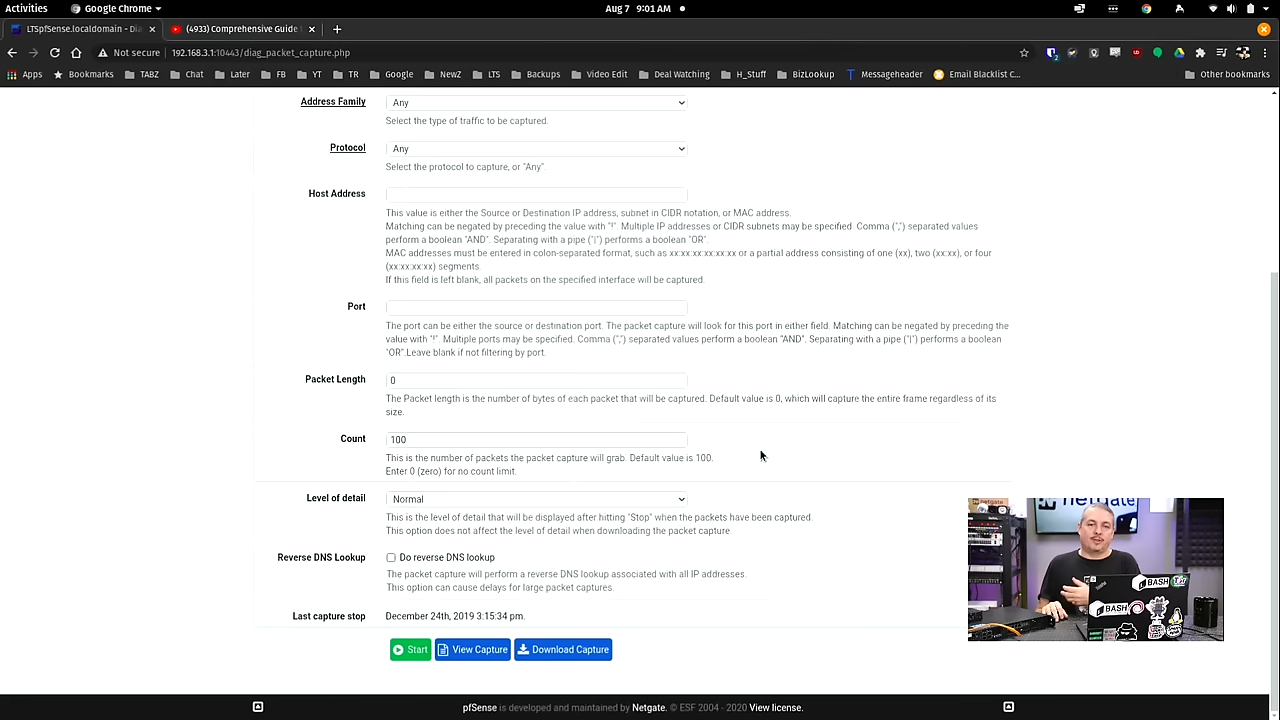 Activities
Google Chrome
Aug 7 9:01 AM
LTSpfSense.localdomain - Dia
(4933) Comprehensive Guide
Not secure
192.168.3.1:10443/diag_packet_capture.php
Apps
Bookmarks
TABZ
Chat
Later
FB
YT
TR
Google
NewZ
LTS
Backups
Video Edit
Deal Watching
H_Stuff
BizLookup
Messageheader
Email Blacklist C...
Other bookmarks
Address Family
Any
Select the type of traffic to be captured.
Protocol
Any
Select the protocol to capture, or "Any".
Host Address
This value is either the Source or Destination IP address, subnet in CIDR notation, or MAC address.
Matching can be negated by preceding the value with "!". Multiple IP addresses or CIDR subnets may be specified. Comma (",") separated values
perform a boolean "AND". Separating with a pipe ("|") performs a boolean "OR".
MAC addresses must be entered in colon-separated format, such as xx:xx:xx:xx:xx:xx or a partial address consisting of one (xx), two (xx:xx), or four
(xx:xx:xx:xx) segments.
If this field is left blank, all packets on the specified interface will be captured.
Port
The port can be either the source or destination port. The packet capture will look for this port in either field. Matching can be negated by preceding the
value with "!". Multiple ports may be specified. Comma (",") separated values perform a boolean "AND". Separating with a pipe ("|") performs a boolean
"OR".Leave blank if not filtering by port.
Packet Length
0
The Packet length is the number of bytes of each packet that will be captured. Default value is 0, which will capture the entire frame regardless of its
size.
Count
100
This is the number of packets the packet capture will grab. Default value is 100.
Enter 0 (zero) for no count limit.
Level of detail
Normal
This is the level of detail that will be displayed after hitting "Stop" when the packets have been captured.
This option does not affect the level of detail when downloading the packet capture
Reverse DNS Lookup
Do reverse DNS lookup
The packet capture will perform a reverse DNS lookup associated with all IP addresses.
This option can cause delays for large packet captures.
Last capture stop
December 24th, 2019 3:15:34 pm.
Start
View Capture
Download Capture
netgate
BASH
BASH
pfSense is developed and maintained by Netgate. © ESF 2004 - 2020 View license.